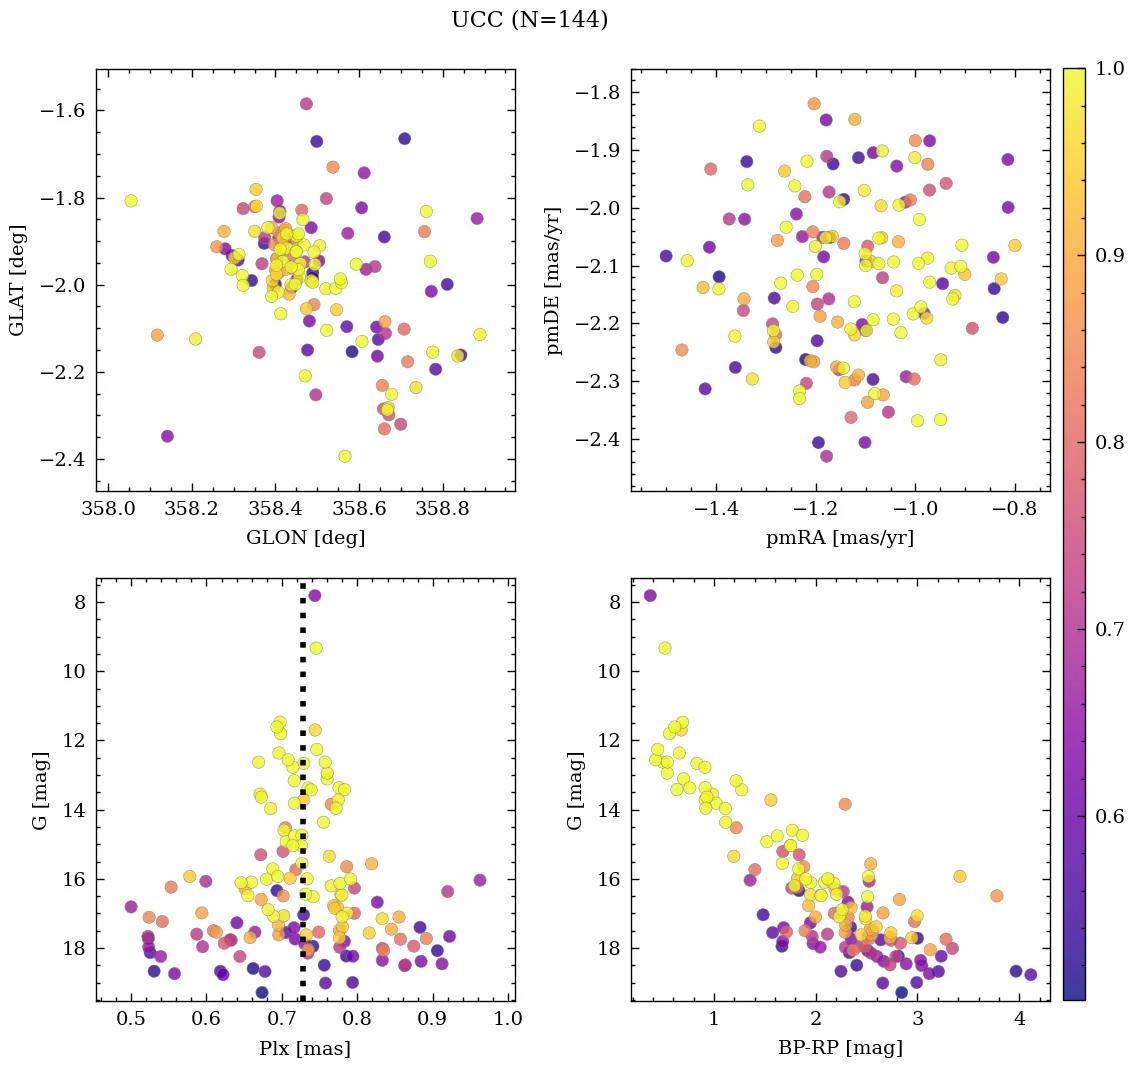 UCC (N=144)
−1.6
−1.8
−2.0
−2.2
−2.4
GLAT [deg]
358.0 358.2 358.4 358.6 358.8
GLON [deg]
−1.8
−1.9
−2.0
−2.1
−2.2
−2.3
−2.4
pmDE [mas/yr]
−1.4 −1.2 −1.0 −0.8
pmRA [mas/yr]
8
10
12
14
16
18
G [mag]
0.5 0.6 0.7 0.8 0.9 1.0
Plx [mas]
8
10
12
14
16
18
G [mag]
1 2 3 4
BP-RP [mag]
1.0
0.9
0.8
0.7
0.6